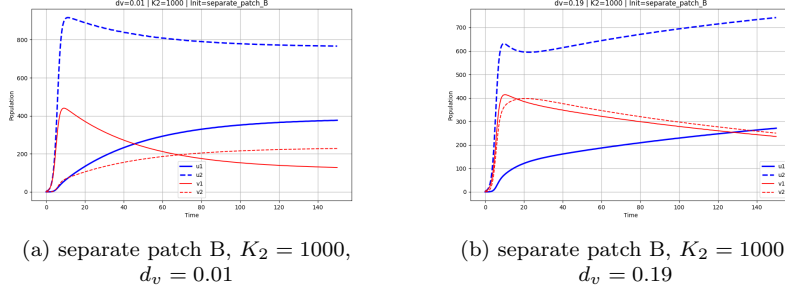 dv=0.01 | K2=1000 | Init=separate_patch_B
800
600
400
200
0
Population
0 20 40 60 80 100 120 140
Time
u1
u2
v1
v2
(a) separate patch B, K₂ = 1000,
dᵥ = 0.01
dv=0.19 | K2=1000 | Init=separate_patch_B
700
600
500
400
300
200
100
0
Population
0 20 40 60 80 100 120 140
Time
u1
u2
v1
v2
(b) separate patch B, K₂ = 1000
dᵥ = 0.19